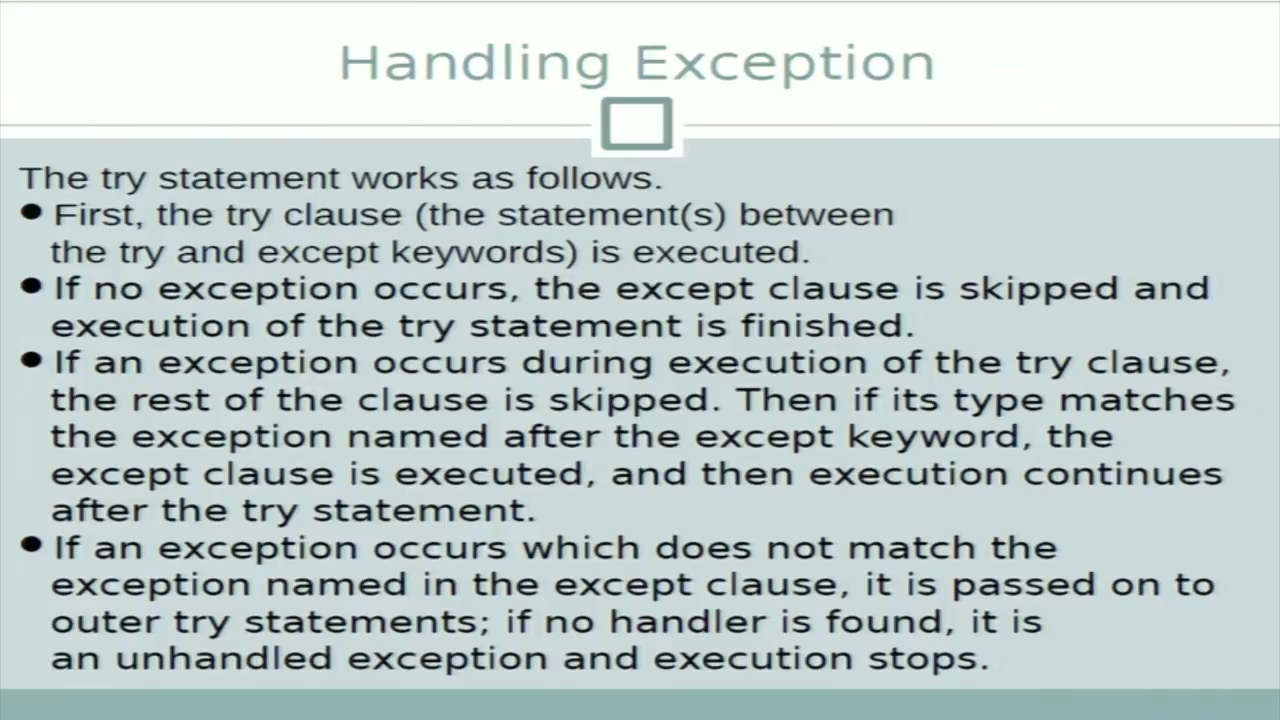 Handling Exception
The try statement works as follows.
● First, the try clause (the statement(s) between
the try and except keywords) is executed.
● If no exception occurs, the except clause is skipped and
execution of the try statement is finished.
● If an exception occurs during execution of the try clause,
the rest of the clause is skipped. Then if its type matches
the exception named after the except keyword, the
except clause is executed, and then execution continues
after the try statement.
● If an exception occurs which does not match the
exception named in the except clause, it is passed on to
outer try statements; if no handler is found, it is
an unhandled exception and execution stops.